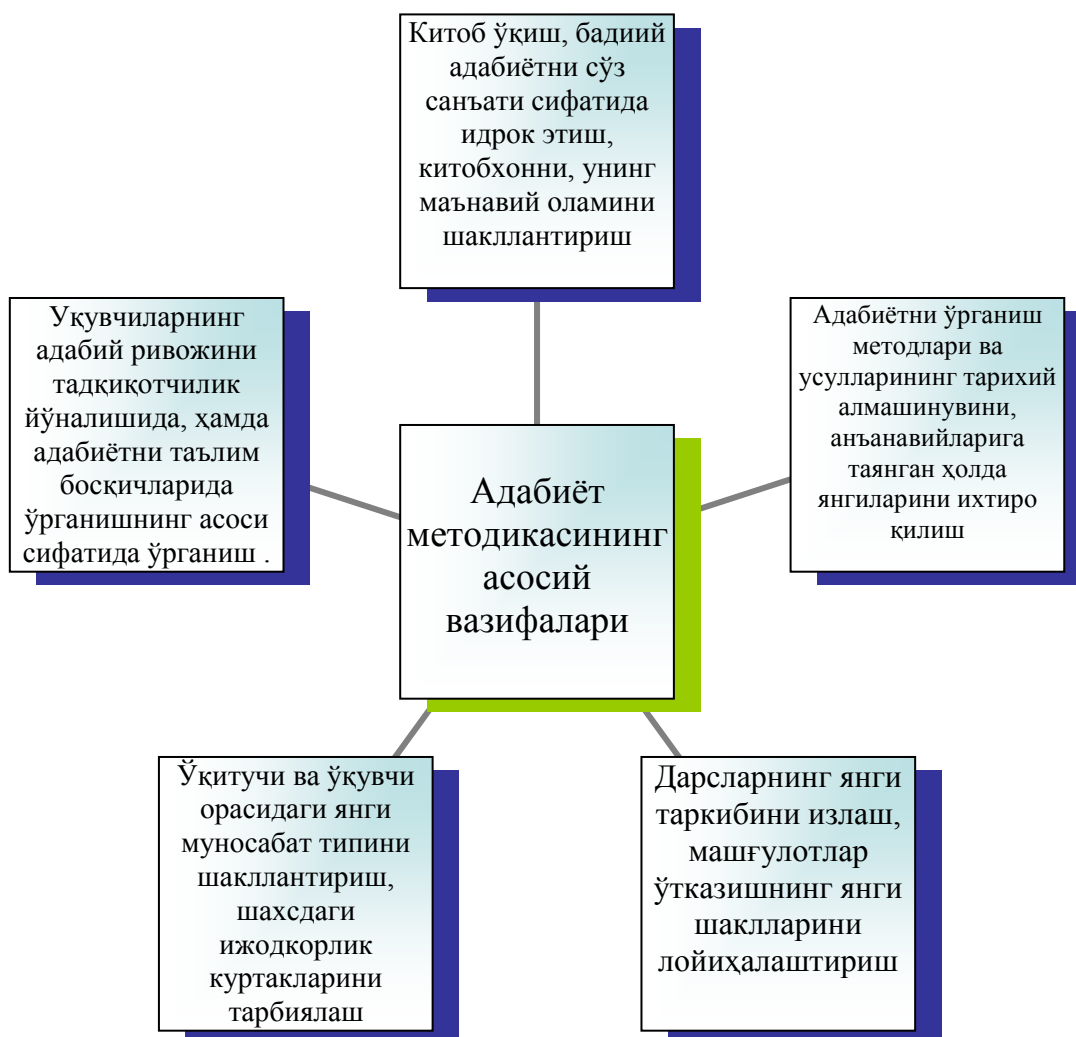 Китоб ўқиш, бадиий
адабиётни сўз
санъати сифатида
идрок этиш,
китобхонни, унинг
маънавий оламини
шакллантириш
Уқувчиларнинг
адабий ривожини
тадқиқотчилик
йўналишида, ҳамда
адабиётни таълим
босқичларида
ўрганишнинг асоси
сифатида ўрганиш .
Адабиётни ўрганиш
методлари ва
усулларининг тарихий
алмашинувини,
анъанавийларига
таянган ҳолда
янгиларини ихтиро
қилиш
Адабиёт
методикасининг
асосий
вазифалари
Ўқитучи ва ўқувчи
орасидаги янги
муносабат типини
шакллантириш,
шахсдаги
ижодкорлик
куртакларини
тарбиялаш
Дарсларнинг янги
таркибини излаш,
машғулотлар
ўтказишнинг янги
шаклларини
лойиҳалаштириш